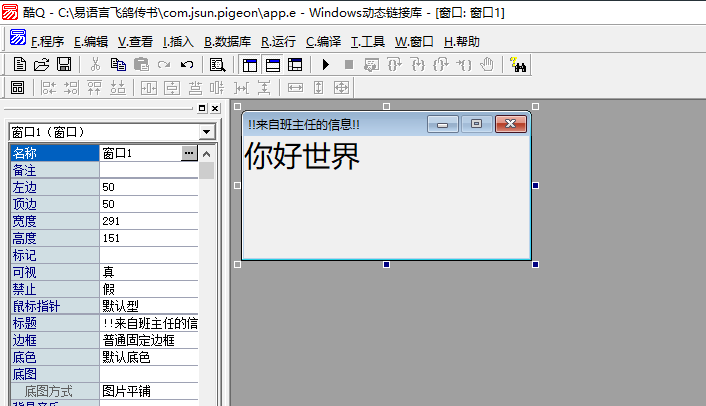 酷Q - C:\易语言飞鸽传书\com.jsun.pigeon\app.e - Windows动态链接库 - [窗口: 窗口1]
F.程序 E.编辑 V.查看 I.插入 B.数据库 R.运行 C.编译 T.工具 W.窗口 H.帮助
窗口1（窗口）
名称 窗口1 ...
备注
左边 50
顶边 50
宽度 291
高度 151
标记
可视 真
禁止 假
鼠标指针 默认型
标题 !!来自班主任的信
边框 普通固定边框
底色 默认底色
底图
底图方式 图片平铺
!!来自班主任的信息!!
你好世界